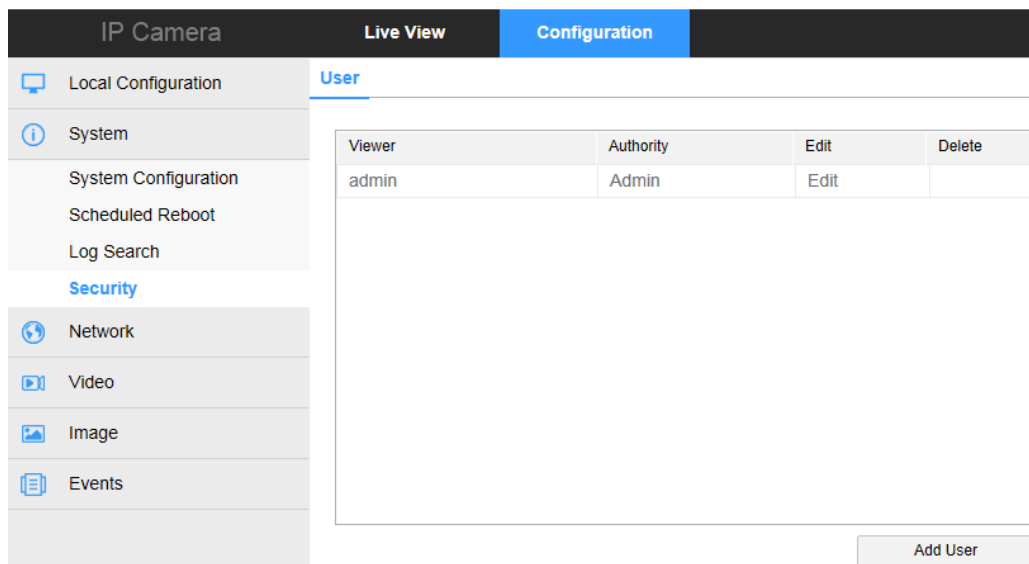 IP Camera Live View Configuration
Local Configuration
System
System Configuration
Scheduled Reboot
Log Search
Security
Network
Video
Image
Events
User
Viewer Authority Edit Delete
admin Admin Edit
Add User